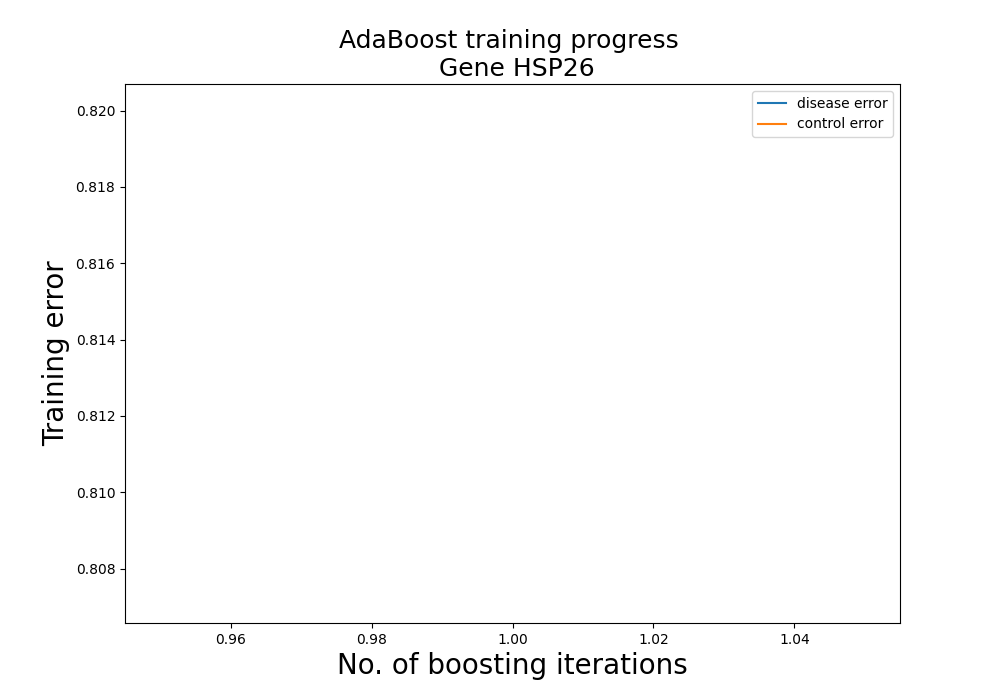 AdaBoost training progress
Gene HSP26
disease error
control error
0.820
0.818
0.816
0.814
0.812
0.810
0.808
Training error
0.96
0.98
1.00
1.02
1.04
No. of boosting iterations